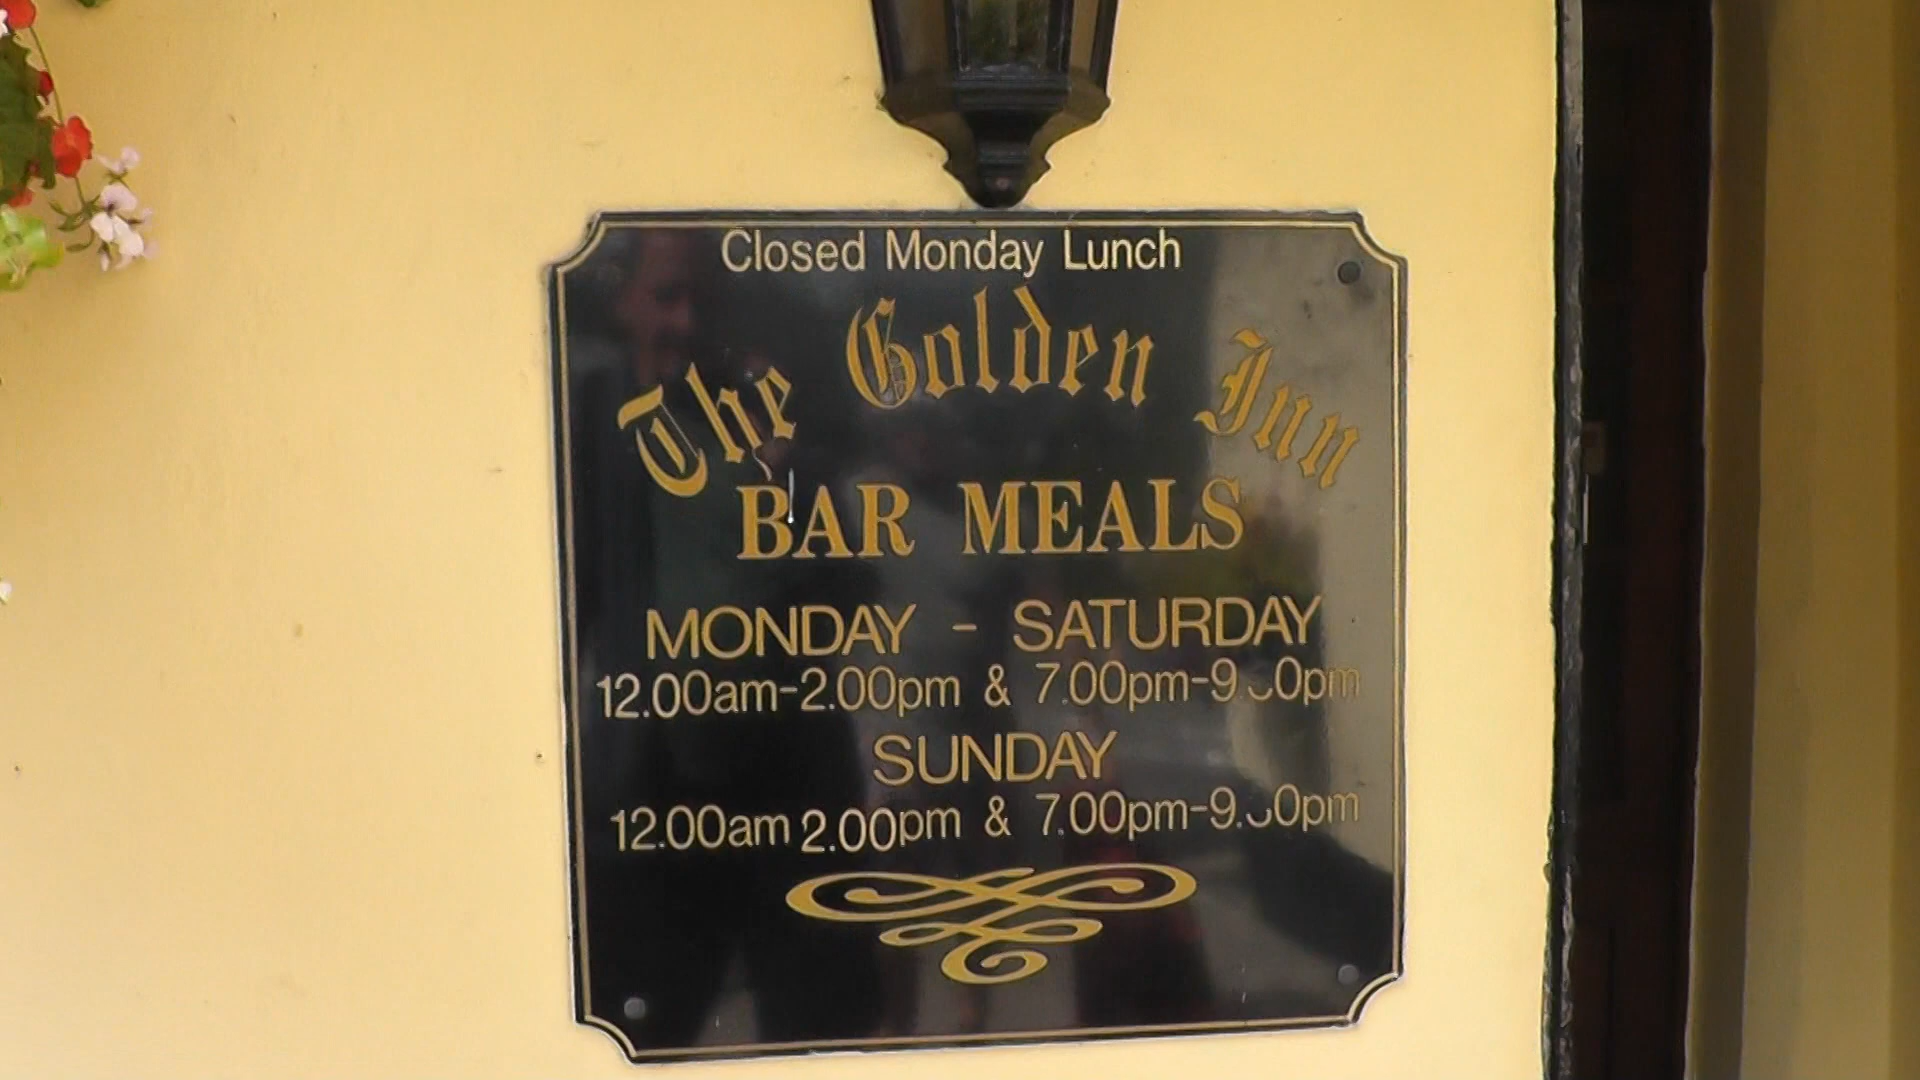 Closed Monday Lunch
The Golden Inn
BAR MEALS
MONDAY - SATURDAY
12.00am-2.00pm & 7.00pm-9.30pm
SUNDAY
12.00am 2.00pm & 7.00pm-9.30pm